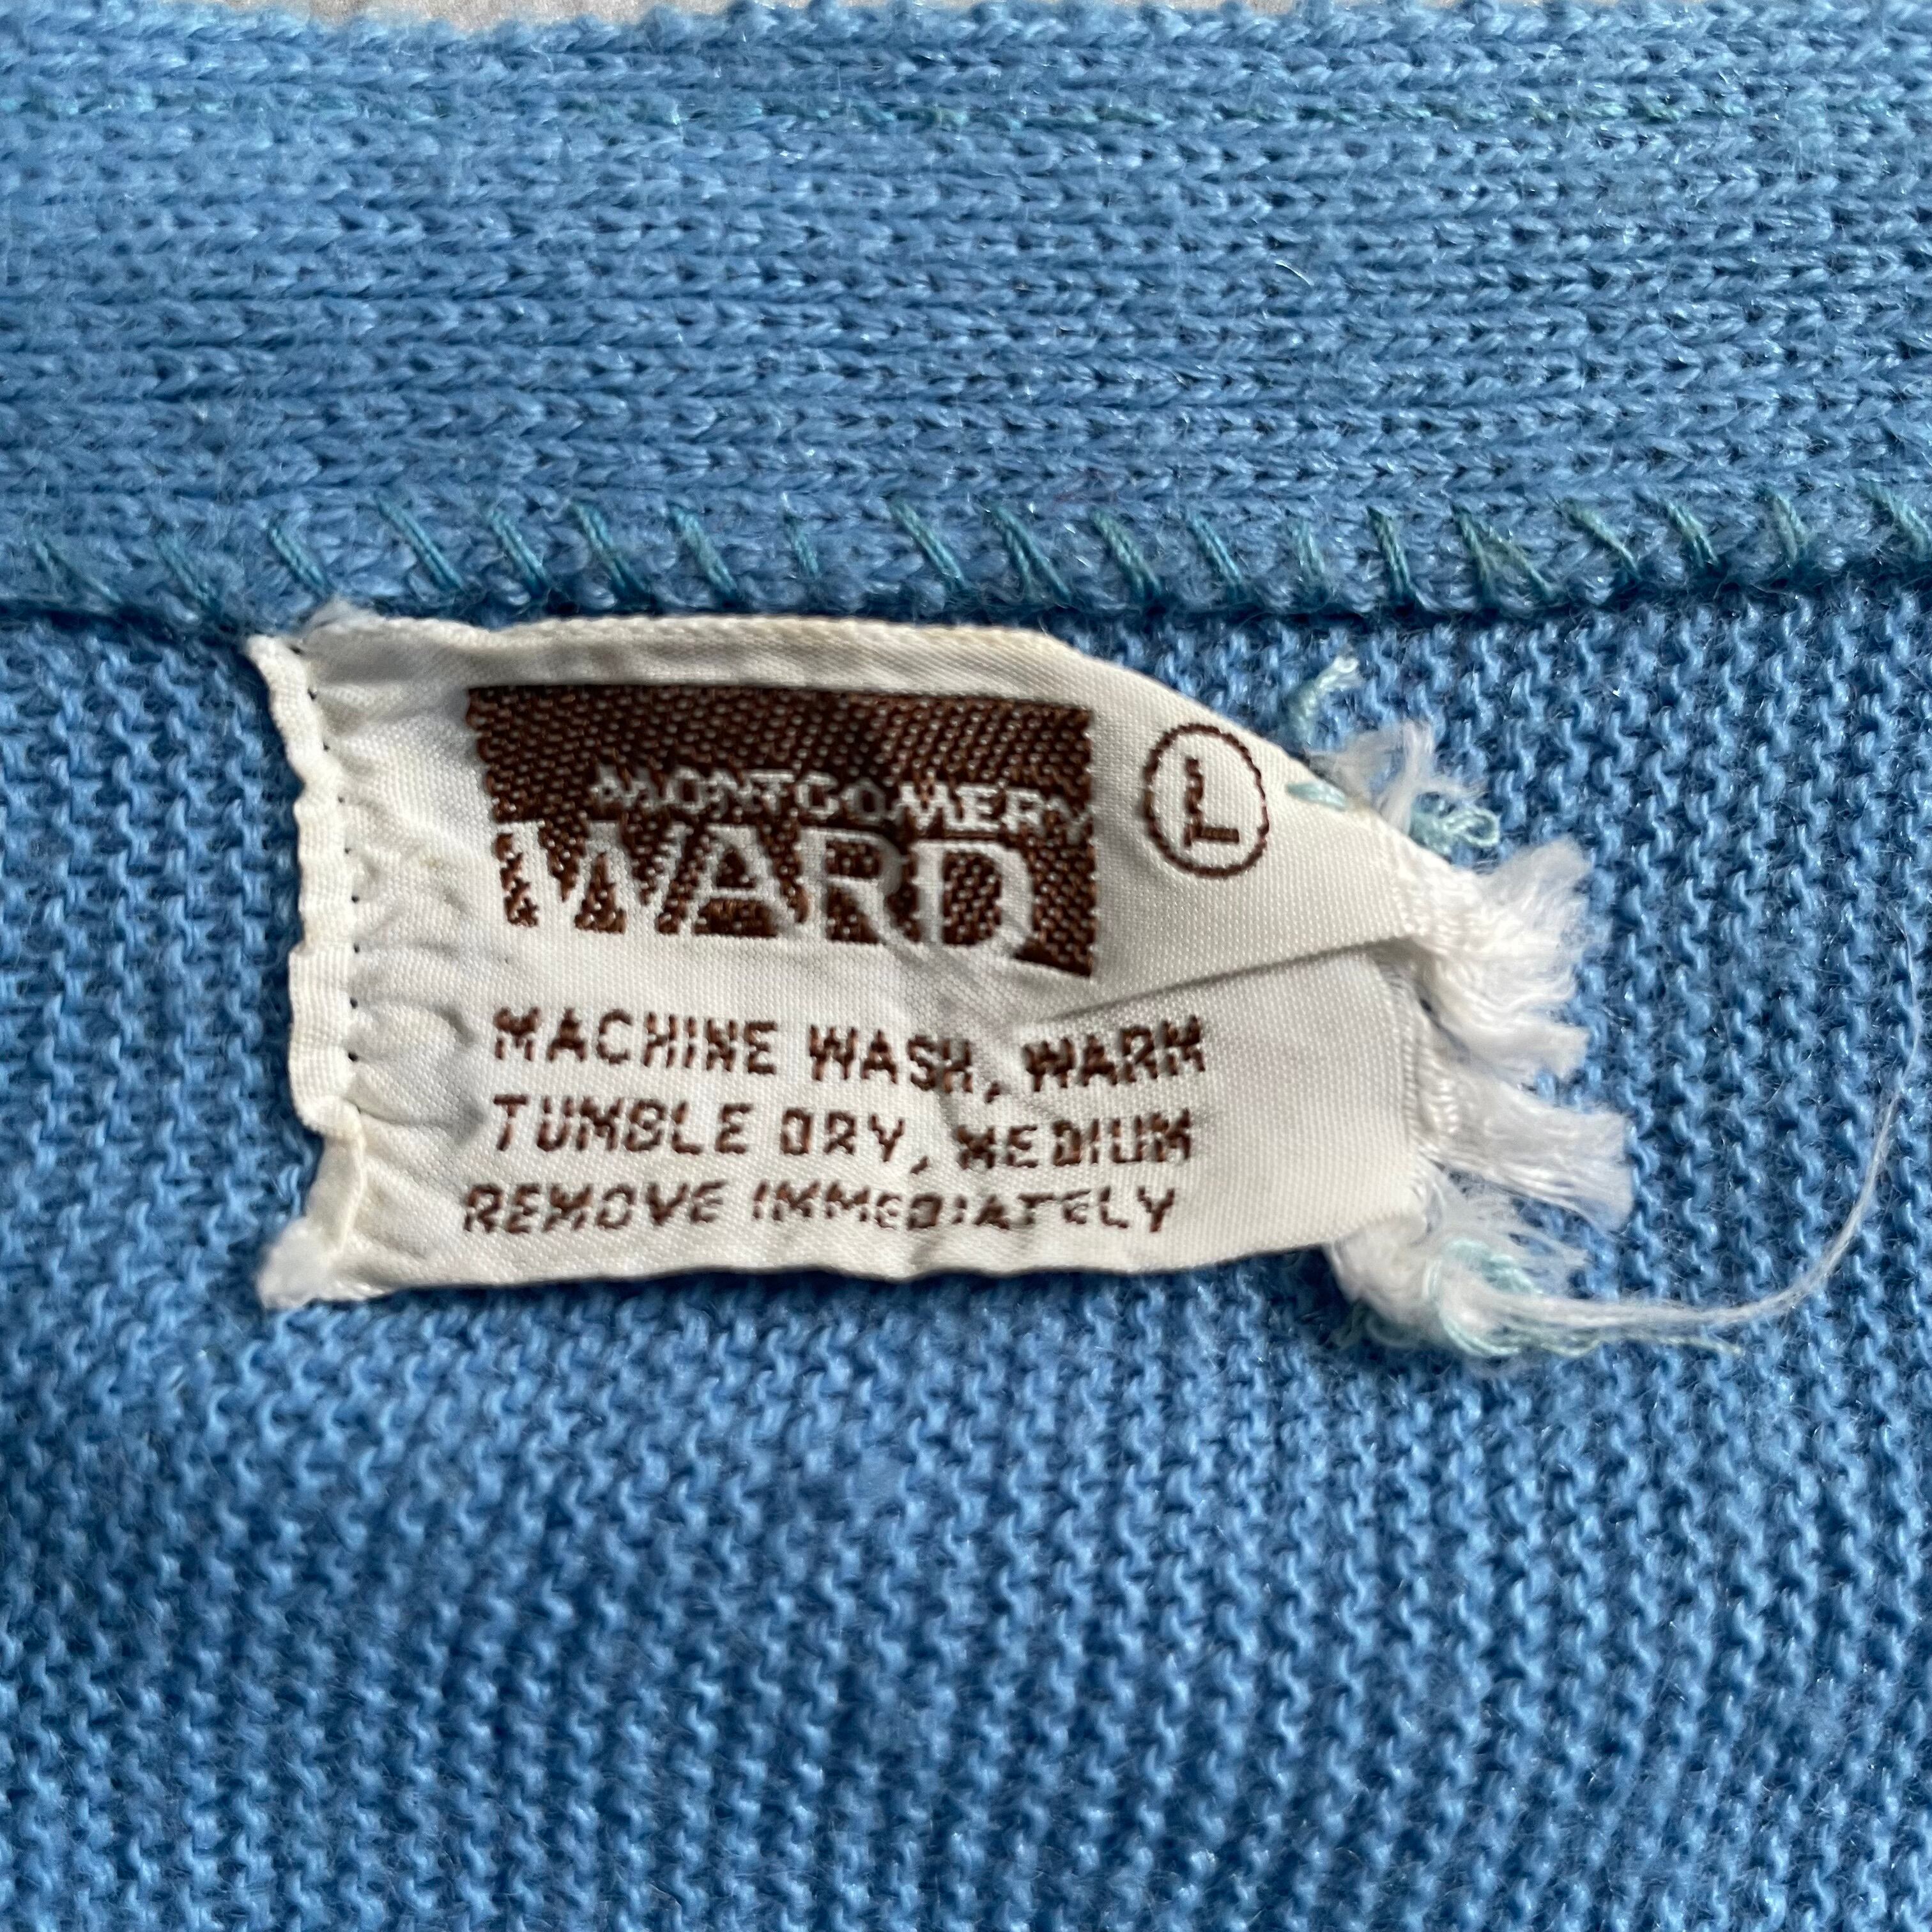 MONTGOMERY
WARD
L
MACHINE WASH, WARM
TUMBLE DRY, MEDIUM
REMOVE IMMEDIATELY